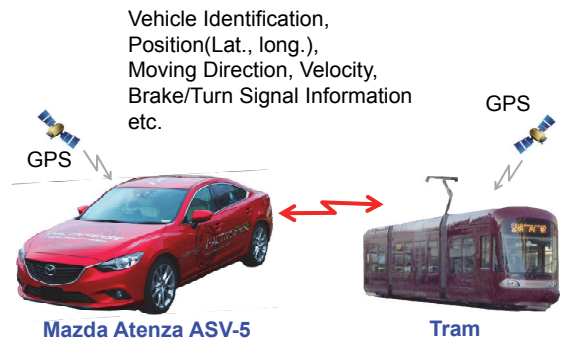 Vehicle Identification,
Position(Lat., long.),
Moving Direction, Velocity,
Brake/Turn Signal Information
etc.
GPS
GPS
Mazda Atenza ASV-5
Tram